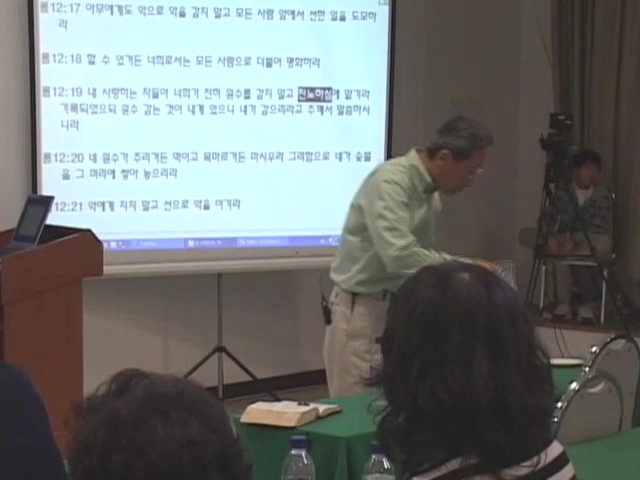 롬12:17 아무에게도 악으로 악을 갚지 말고 모든 사람 앞에서 선한 일을 도모하
라
롬12:18 할 수 있거든 너희로서는 모든 사람으로 더불어 평화하라
롬12:19 내 사랑하는 자들아 너희가 친히 원수를 갚지 말고 진노하심에 맡기라
기록되었으되 원수 갚는 것이 내게 있으니 내가 갚으리라고 주께서 말씀하시
니라
롬12:20 네 원수가 주리거든 먹이고 목마르거든 마시우라 그리함으로 네가 숯불
을 그 머리에 쌓아 놓으리라
12:21 악에게 지지 말고 선으로 악을 이기라